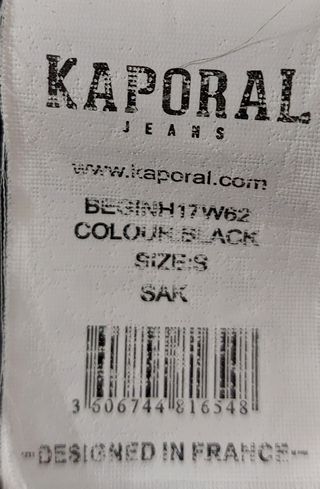 KAPORAL
JEANS
www.kaporal.com
BEGINH17W62
COLOUR:BLACK
SIZE:S
SAK
3 606744 816548
--DESIGNED IN FRANCE--